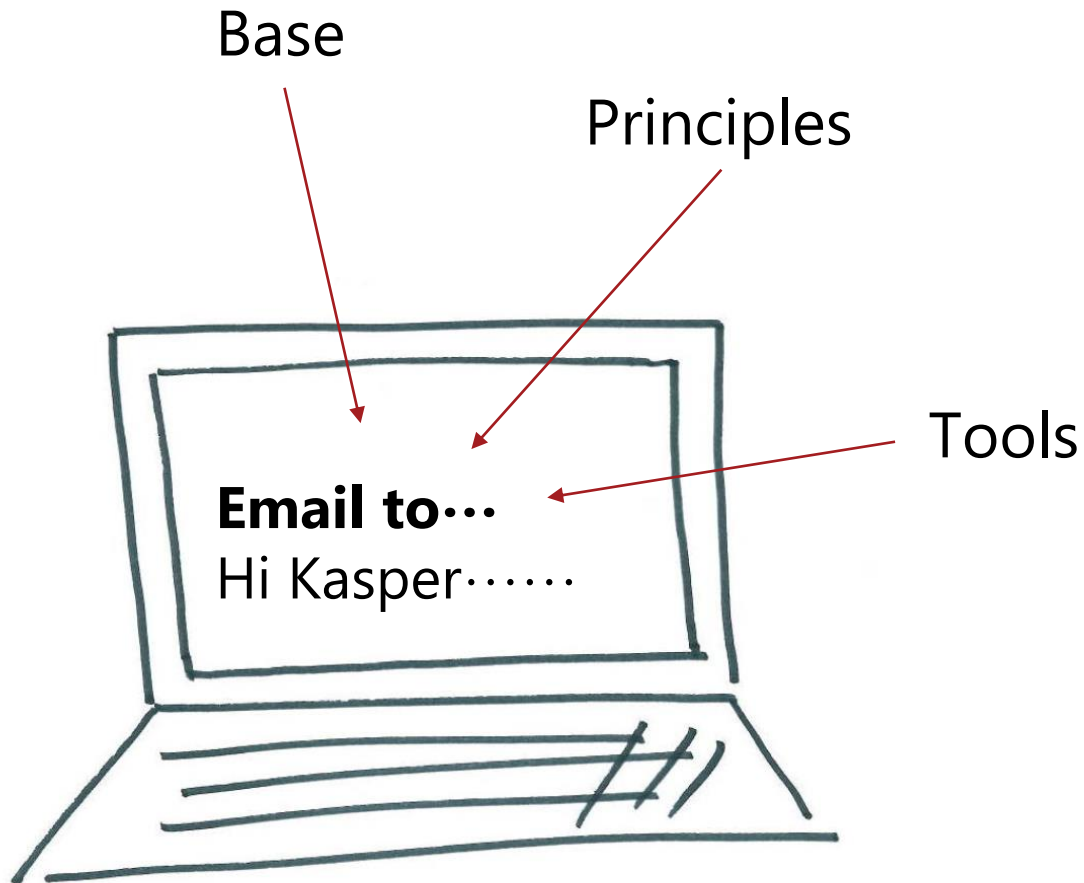 Base
Principles
Tools
Email to⋯
Hi Kasper⋯⋯